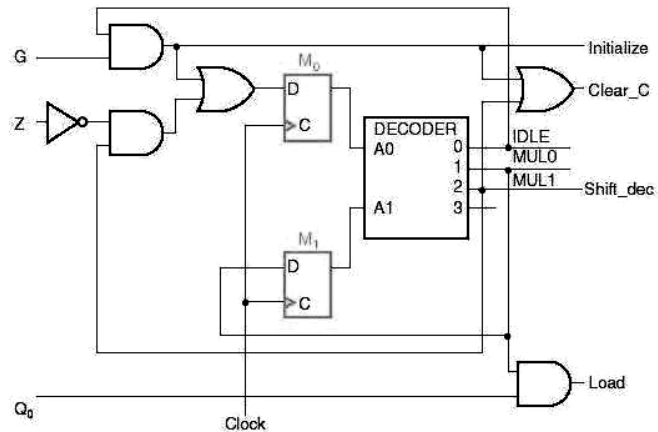 G
Z
M₀
D
C
M₁
D
C
DECODER
A0
A1
0
1
2
3
IDLE
MUL0
MUL1
Initialize
Clear_C
Shift_dec
Load
Q₀
Clock